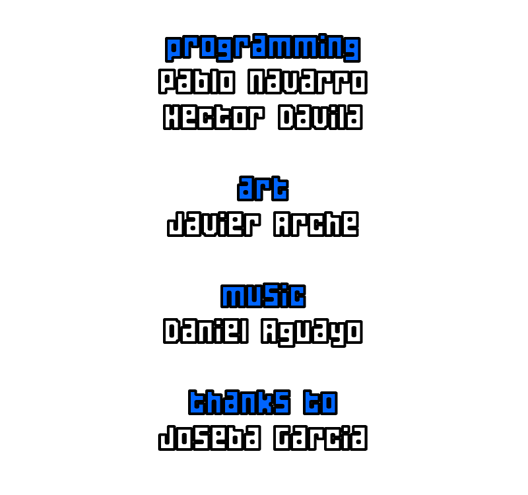 programming
Pablo Navarro
Hector Davila
art
Javier Arche
music
Daniel Aguayo
thanks to
Joseba Garcia